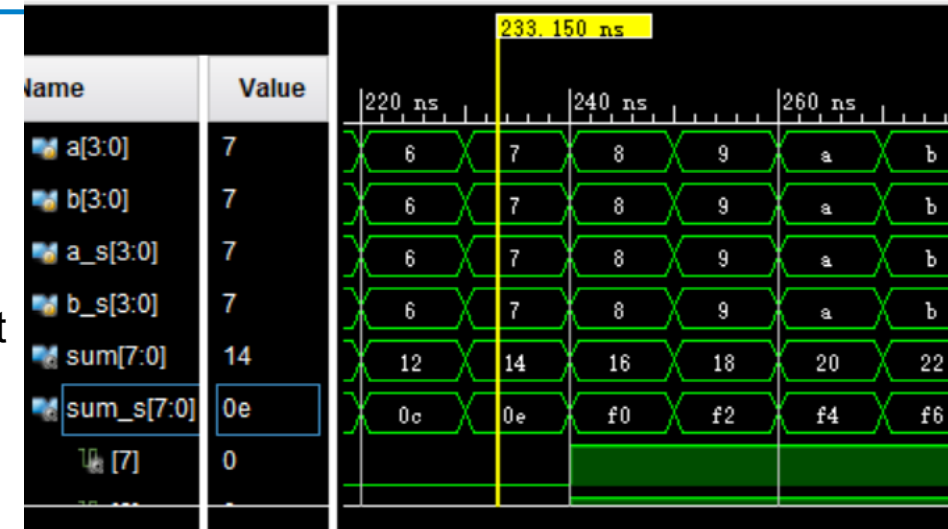 233.150 ns
Name Value 220 ns 240 ns 260 ns
a[3:0] 7 6 7 8 9 a b
b[3:0] 7 6 7 8 9 a b
a_s[3:0] 7 6 7 8 9 a b
b_s[3:0] 7 6 7 8 9 a b
t
sum[7:0] 14 12 14 16 18 20 22
sum_s[7:0] 0e 0c 0e f0 f2 f4 f6
[7] 0